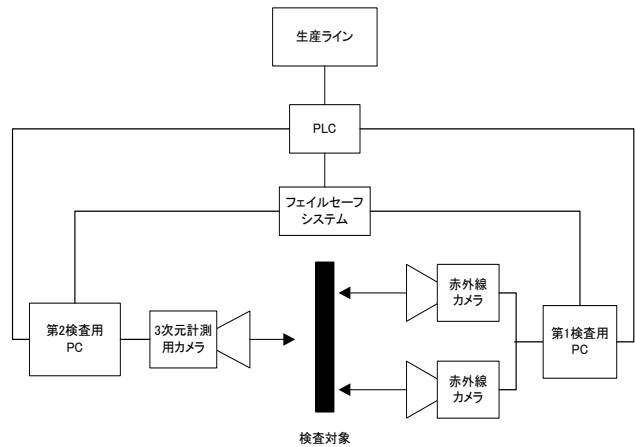 生産ライン
PLC
フェイルセーフ
システム
赤外線
カメラ
第2検査用
PC
3次元計測
用カメラ
第1検査用
PC
赤外線
カメラ
検査対象